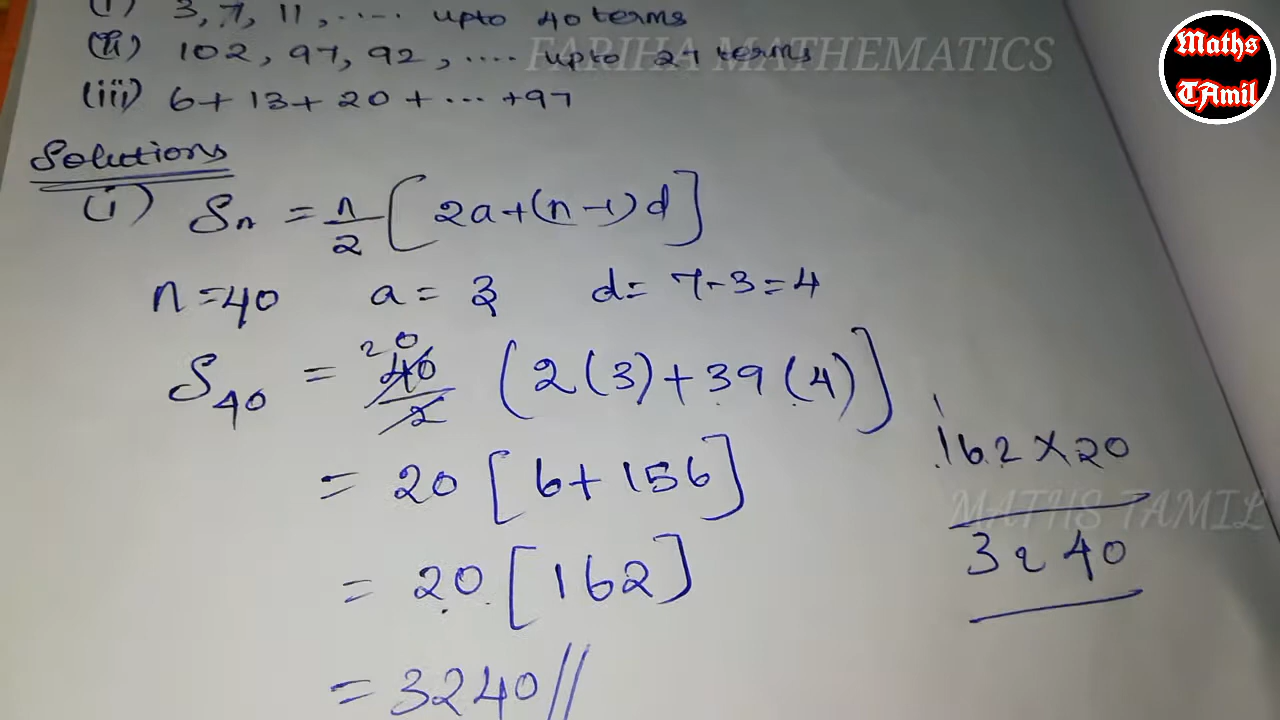 (i) 3, 7, 11, ..... upto 40 terms
(ii) 102, 97, 92, .... upto 27 terms
FARIHA MATHEMATICS
Maths
TAmil
(iii) 6+ 13+ 20 + ... +97
Solutions
(i) Sn = n/2 [2a+(n-1)d]
n=40 a= 3 d= 7-3=4
S40 = 40/2 (2(3)+39(4)]
20
= 20 [6+156]
= 20 [162]
= 3240//
1
162×20
MATHS TAMIL
3240